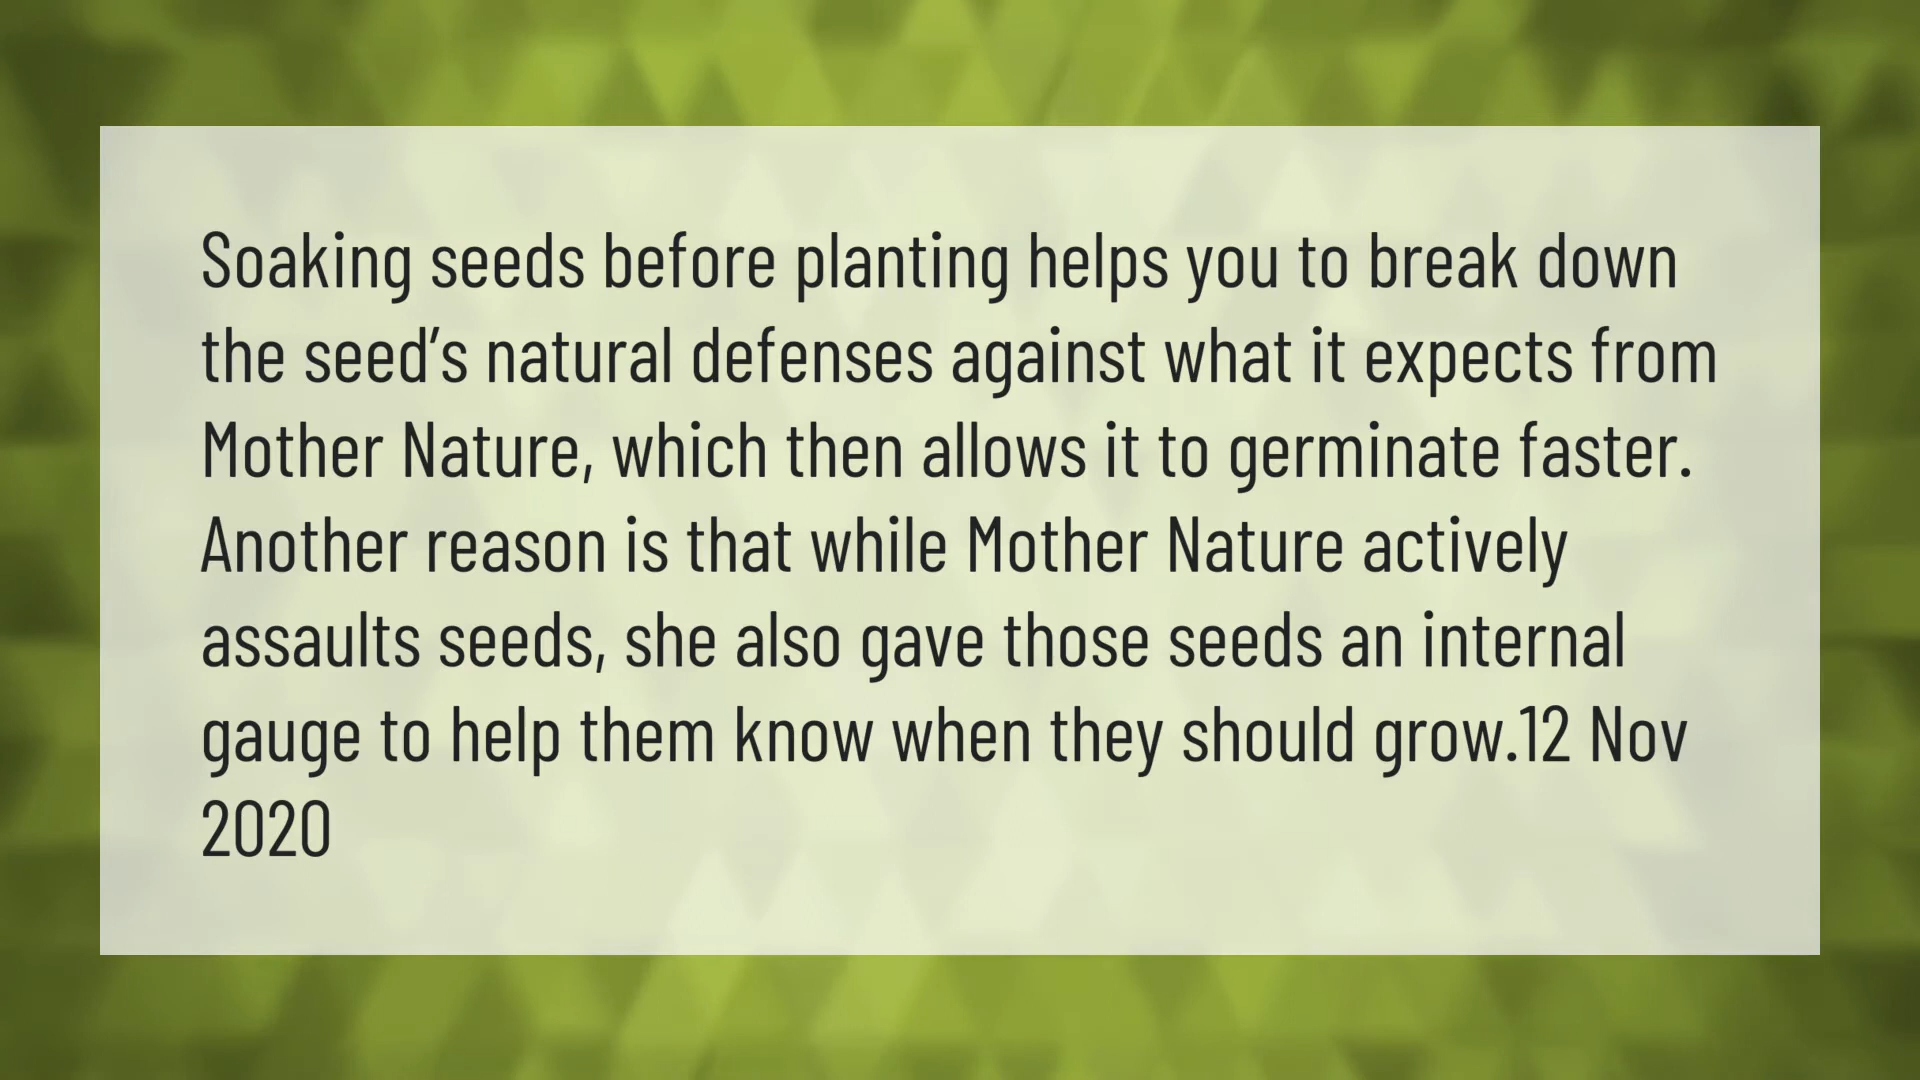 Soaking seeds before planting helps you to break down
the seed’s natural defenses against what it expects from
Mother Nature, which then allows it to germinate faster.
Another reason is that while Mother Nature actively
assaults seeds, she also gave those seeds an internal
gauge to help them know when they should grow.12 Nov
2020